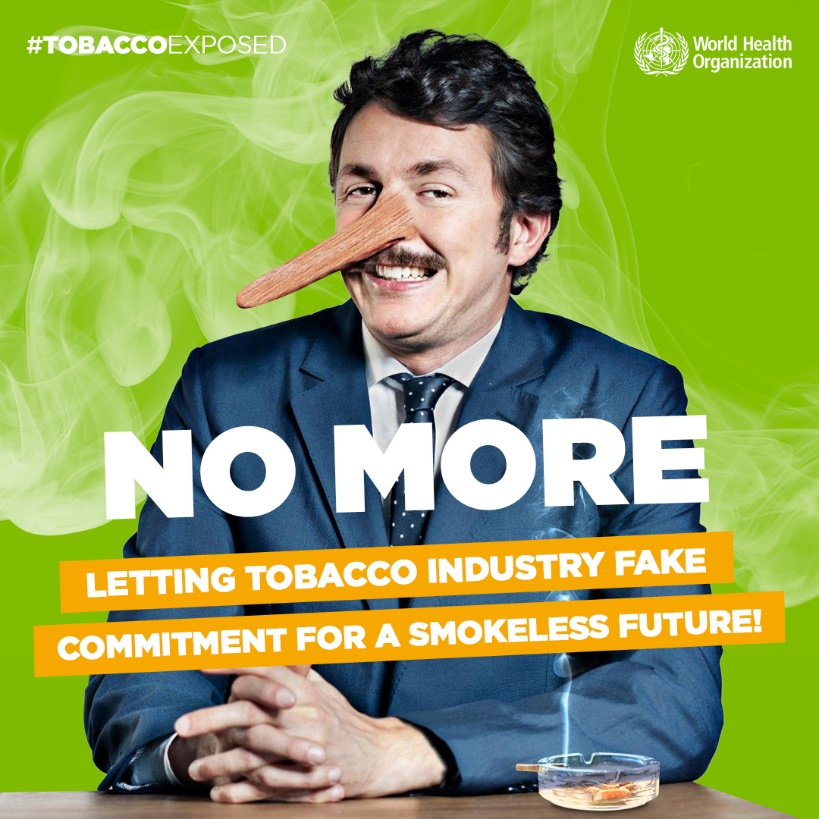 #TOBACCOEXPOSED
World Health
Organization
NO MORE
LETTING TOBACCO INDUSTRY FAKE
COMMITMENT FOR A SMOKELESS FUTURE!